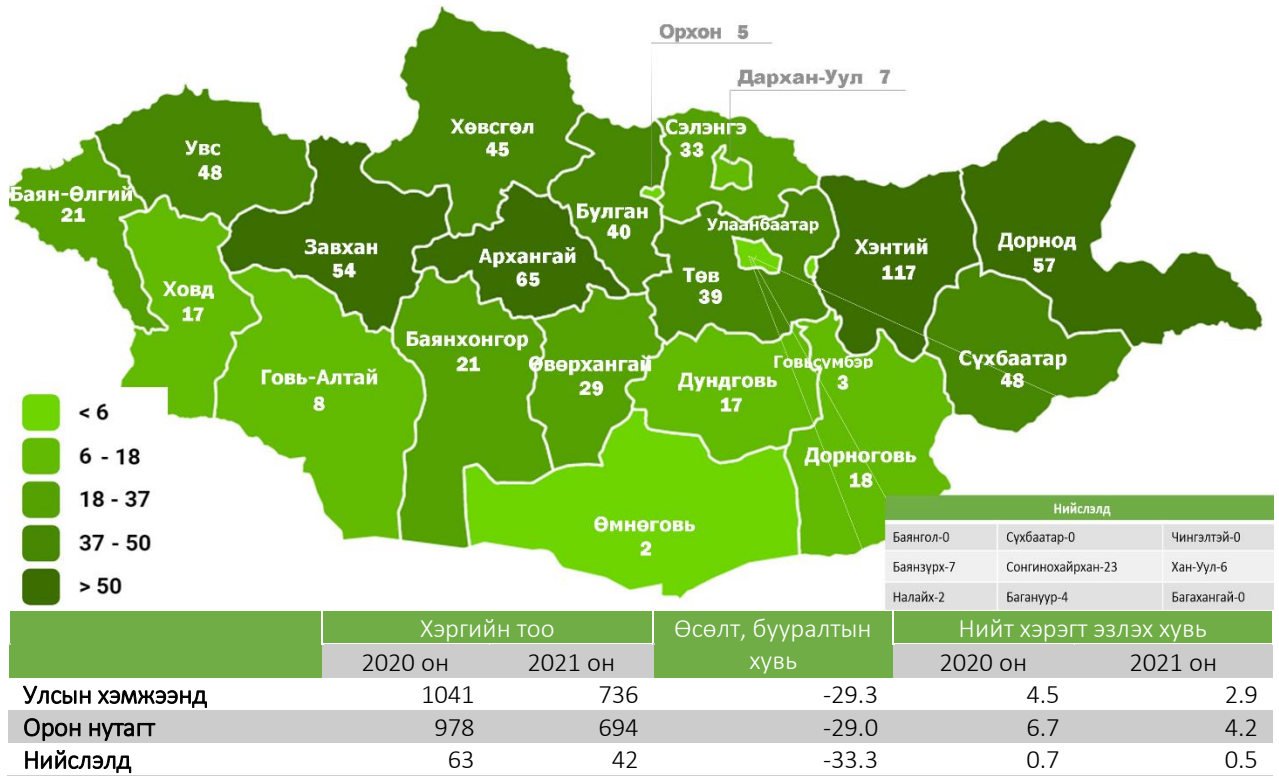 Орхон 5
Дархан-Уул 7
Хөвсгөл
45
Сэлэнгэ
33
Увс
48
Баян-Өлгий
21
Булган
40
Улаанбаатар
Завхан
54
Архангай
65
Хэнтий
117
Дорнод
57
Төв
39
Ховд
17
Баянхонгор
21
Өвөрхангай
29
Говь-Алтай
8
Дундговь
17
Говьсүмбэр
3
Сүхбаатар
48
Дорноговь
18
Өмнөговь
2
< 6
6 - 18
18 - 37
37 - 50
> 50
Нийслэлд
Баянгол-0 Сүхбаатар-0 Чингэлтэй-0
Баянзүрх-7 Сонгинохайрхан-23 Хан-Уул-6
Налайх-2 Багануур-4 Багахангай-0
Хэргийн тоо Өсөлт, бууралтын хувь Нийт хэрэгт эзлэх хувь
2020 он 2021 он 2020 он 2021 он
Улсын хэмжээнд 1041 736 -29.3 4.5 2.9
Орон нутагт 978 694 -29.0 6.7 4.2
Нийслэлд 63 42 -33.3 0.7 0.5